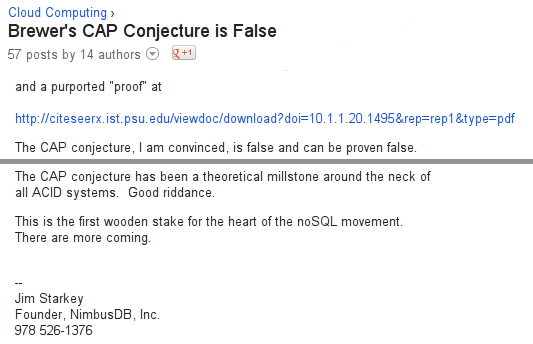 Cloud Computing ›
Brewer's CAP Conjecture is False
57 posts by 14 authors +1
and a purported "proof" at
http://citeseerx.ist.psu.edu/viewdoc/download?doi=10.1.1.20.1495&rep=rep1&type=pdf
The CAP conjecture, I am convinced, is false and can be proven false.
The CAP conjecture has been a theoretical millstone around the neck of
all ACID systems.  Good riddance.
This is the first wooden stake for the heart of the noSQL movement.
There are more coming.
--
Jim Starkey
Founder, NimbusDB, Inc.
978 526-1376